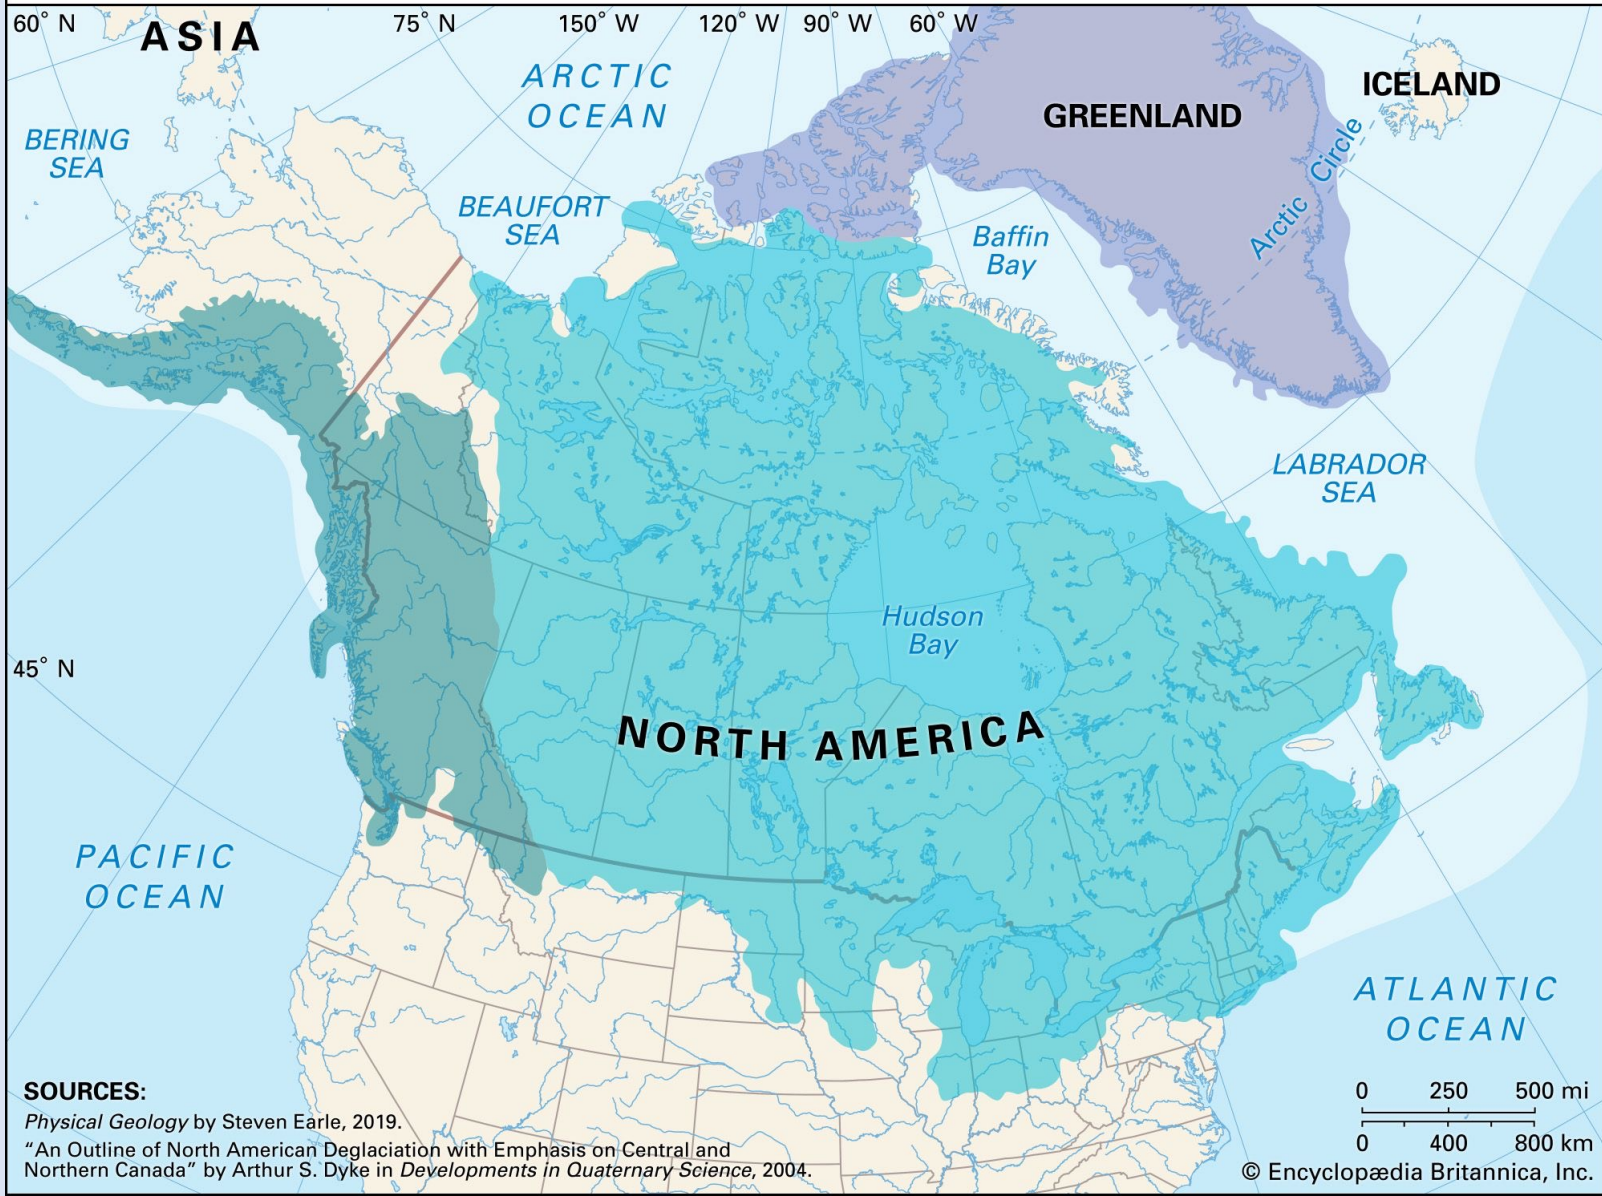 60° N
75° N
150° W
120° W
90° W
60° W
ASIA
ARCTIC
OCEAN
ICELAND
GREENLAND
BERING
SEA
Arctic Circle
BEAUFORT
SEA
Baffin
Bay
LABRADOR
SEA
Hudson
Bay
45° N
NORTH AMERICA
PACIFIC
OCEAN
ATLANTIC
OCEAN
SOURCES:
Physical Geology by Steven Earle, 2019.
“An Outline of North American Deglaciation with Emphasis on Central and
Northern Canada” by Arthur S. Dyke in Developments in Quaternary Science, 2004.
0 250 500 mi
0 400 800 km
© Encyclopædia Britannica, Inc.